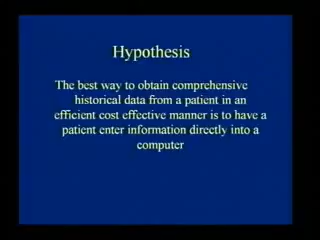 Hypothesis
The best way to obtain comprehensive
historical data from a patient in an
efficient cost effective manner is to have a
patient enter information directly into a
computer